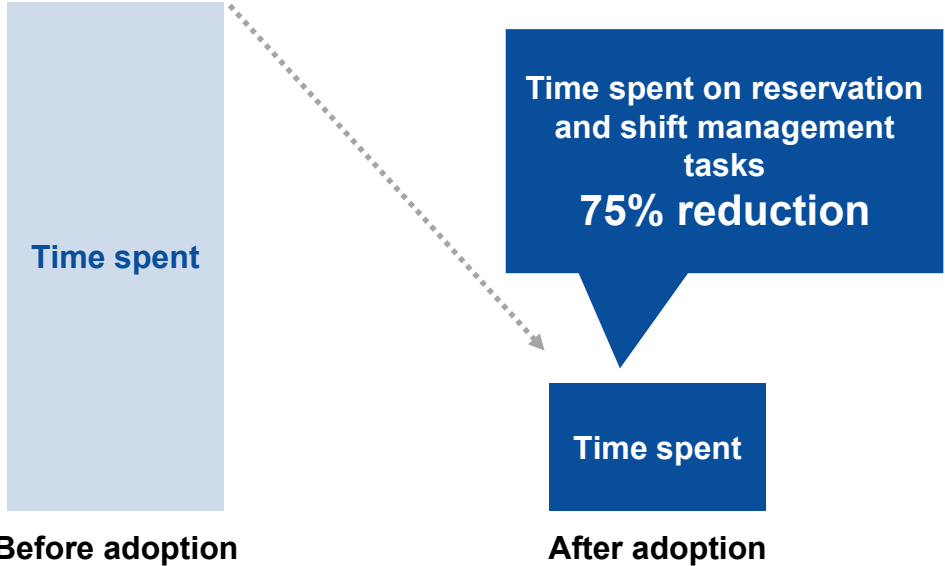 Time spent on reservation
and shift management
tasks
75% reduction
Time spent
Time spent
Before adoption
After adoption